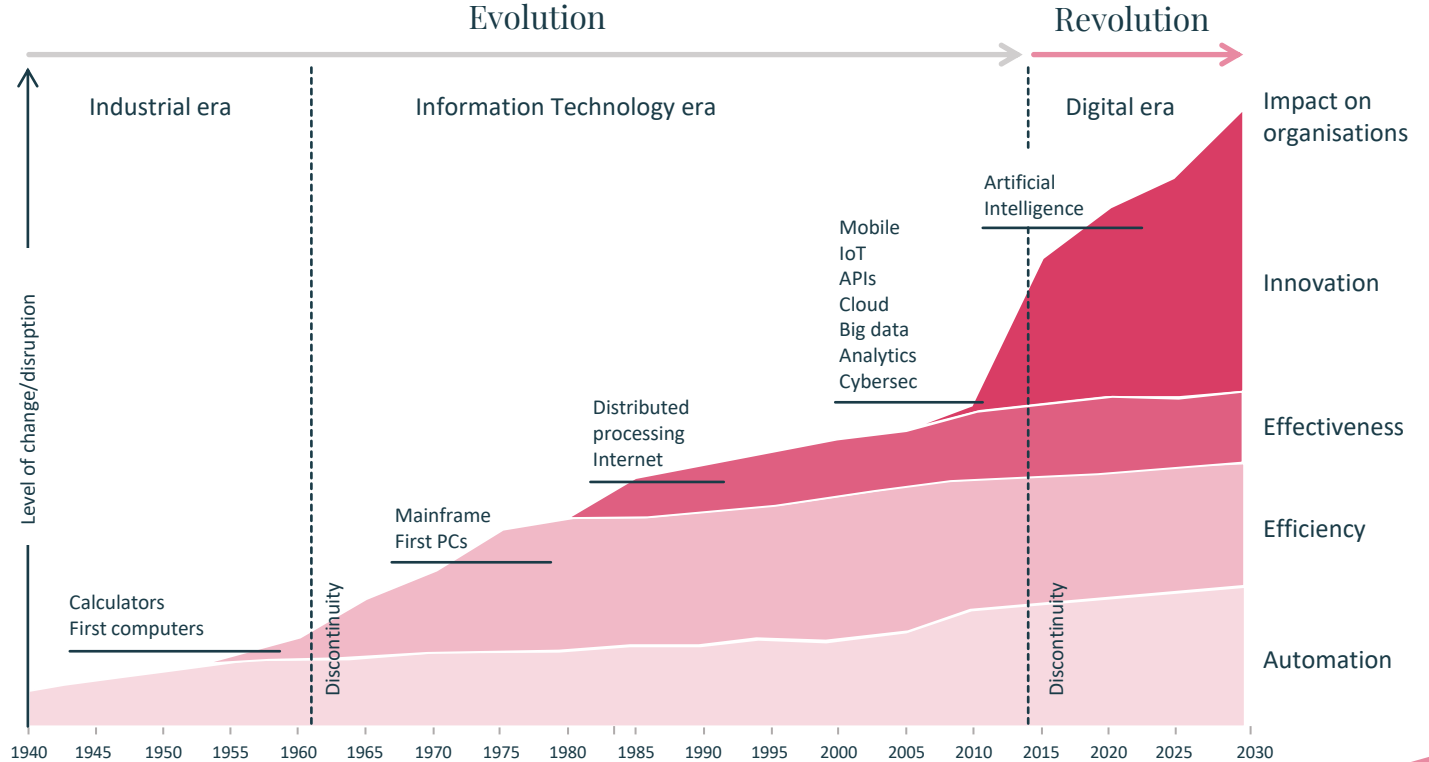 Evolution
Revolution
Industrial era
Information Technology era
Digital era
Impact on
organisations
Artificial
Intelligence
Mobile
IoT
APIs
Cloud
Big data
Analytics
Cybersec
Innovation
Level of change/disruption
Distributed
processing
Internet
Effectiveness
Mainframe
First PCs
Efficiency
Calculators
First computers
Discontinuity
Discontinuity
Automation
1940 1945 1950 1955 1960 1965 1970 1975 1980 1985 1990 1995 2000 2005 2010 2015 2020 2025 2030